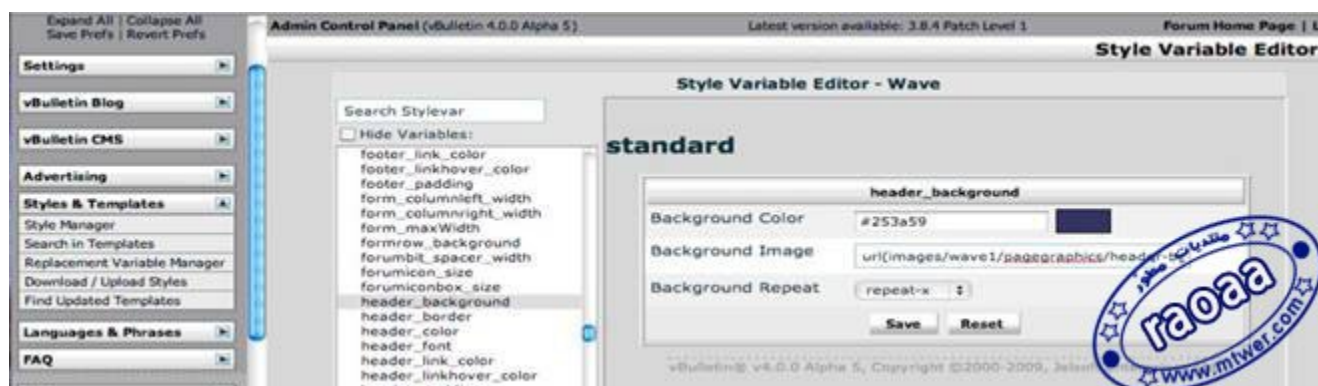 Expand All | Collapse All
Save Prefs | Revert Prefs
Admin Control Panel (vBulletin 4.0.0 Alpha 5)
Latest version available: 3.8.4 Patch Level 1
Forum Home Page |
Style Variable Editor
Settings
vBulletin Blog
vBulletin CMS
Advertising
Styles & Templates
Style Manager
Search in Templates
Replacement Variable Manager
Download / Upload Styles
Find Updated Templates
Languages & Phrases
FAQ
Style Variable Editor - Wave
Search Stylevar
Hide Variables:
footer_link_color
footer_linkhover_color
footer_padding
form_columnleft_width
form_columnright_width
form_maxWidth
formrow_background
forumbit_spacer_width
forumicon_size
forumiconbox_size
header_background
header_border
header_color
header_font
header_link_color
header_linkhover_color
standard
header_background
Background Color
#253a59
Background Image
url(images/wave1/pagegraphics/header-b
Background Repeat
repeat-x
Save Reset
vBulletin® v4.0.0 Alpha 5, Copyright ©2000-2009,
منتديات مطور
raoaa
www.mtwer.com